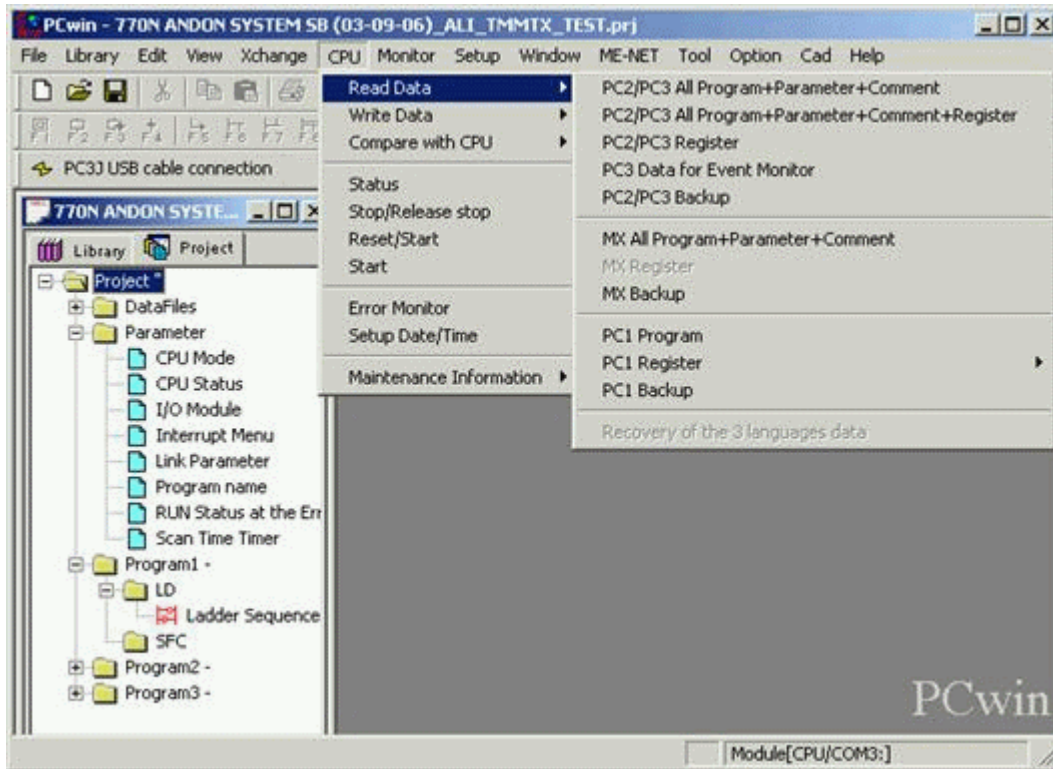 PCwin - 770N ANDON SYSTEM SB (03-09-06)_ALI_TMMTX_TEST.prj
File Library Edit View Xchange CPU Monitor Setup Window ME-NET Tool Option Cad Help
F1 F2 F3 F4 F5 F6 F7
PC3J USB cable connection
770N ANDON SYSTE...
Library Project
Project *
DataFiles
Parameter
CPU Mode
CPU Status
I/O Module
Interrupt Menu
Link Parameter
Program name
RUN Status at the Err
Scan Time Timer
Program1 -
LD
Ladder Sequence
SFC
Program2 -
Program3 -
Read Data
Write Data
Compare with CPU
Status
Stop/Release stop
Reset/Start
Start
Error Monitor
Setup Date/Time
Maintenance Information
PC2/PC3 All Program+Parameter+Comment
PC2/PC3 All Program+Parameter+Comment+Register
PC2/PC3 Register
PC3 Data for Event Monitor
PC2/PC3 Backup
MX All Program+Parameter+Comment
MX Register
MX Backup
PC1 Program
PC1 Register
PC1 Backup
Recovery of the 3 languages data
PCwin
Module[CPU/COM3:]